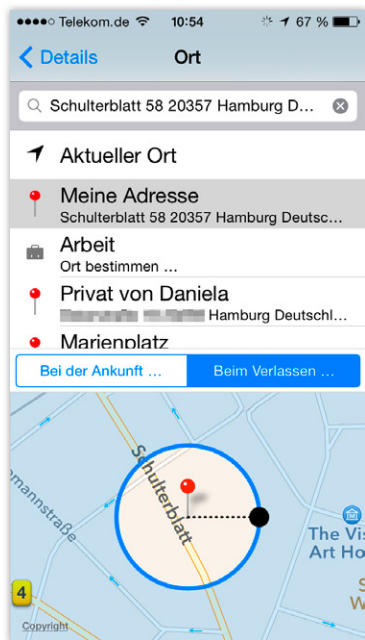 Telekom.de 10:54 67 %
Details Ort
Schulterblatt 58 20357 Hamburg D...
Aktueller Ort
Meine Adresse
Schulterblatt 58 20357 Hamburg Deutsc...
Arbeit
Ort bestimmen ...
Privat von Daniela
Hamburg Deutschl...
Marienplatz
Bei der Ankunft ... Beim Verlassen ...
Schulterblatt
mannstraße
The Vis
Art Ho
S
W
4
Copyright